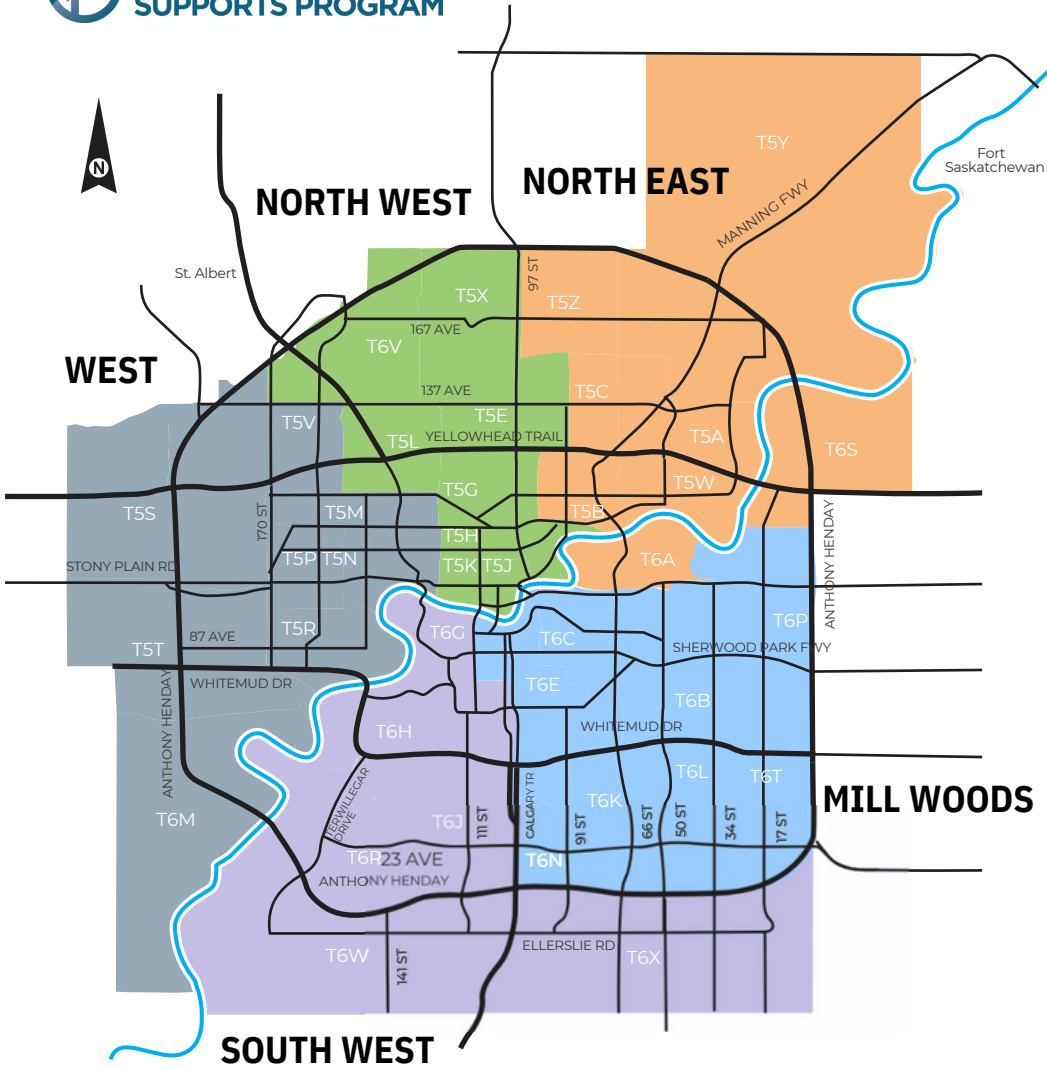 SUPPORTS PROGRAM
N
NORTH WEST
NORTH EAST
WEST
MILL WOODS
SOUTH WEST
St. Albert
Fort
Saskatchewan
T5Y
MANNING FWY
97 ST
T5X
T5Z
167 AVE
T6V
137 AVE
T5C
T5V
T5E
T5L
YELLOWHEAD TRAIL
T5A
T6S
T5G
T5W
T5S
170 ST
T5M
T5B
ANTHONY HENDAY
T5H
STONY PLAIN RD
T5P
T5N
T5K
T5J
T6A
T5R
T6G
T6C
T6P
87 AVE
SHERWOOD PARK FWY
T5T
WHITEMUD DR
T6E
T6B
ANTHONY HENDAY
T6H
WHITEMUD DR
T6L
T6T
TERWILLEGAR
DRIVE
T6M
T6J
111 ST
CALGARY TR
T6K
91 ST
66 ST
50 ST
34 ST
17 ST
T6R
23 AVE
T6N
ANTHONY HENDAY
ELLERSLIE RD
T6W
141 ST
T6X